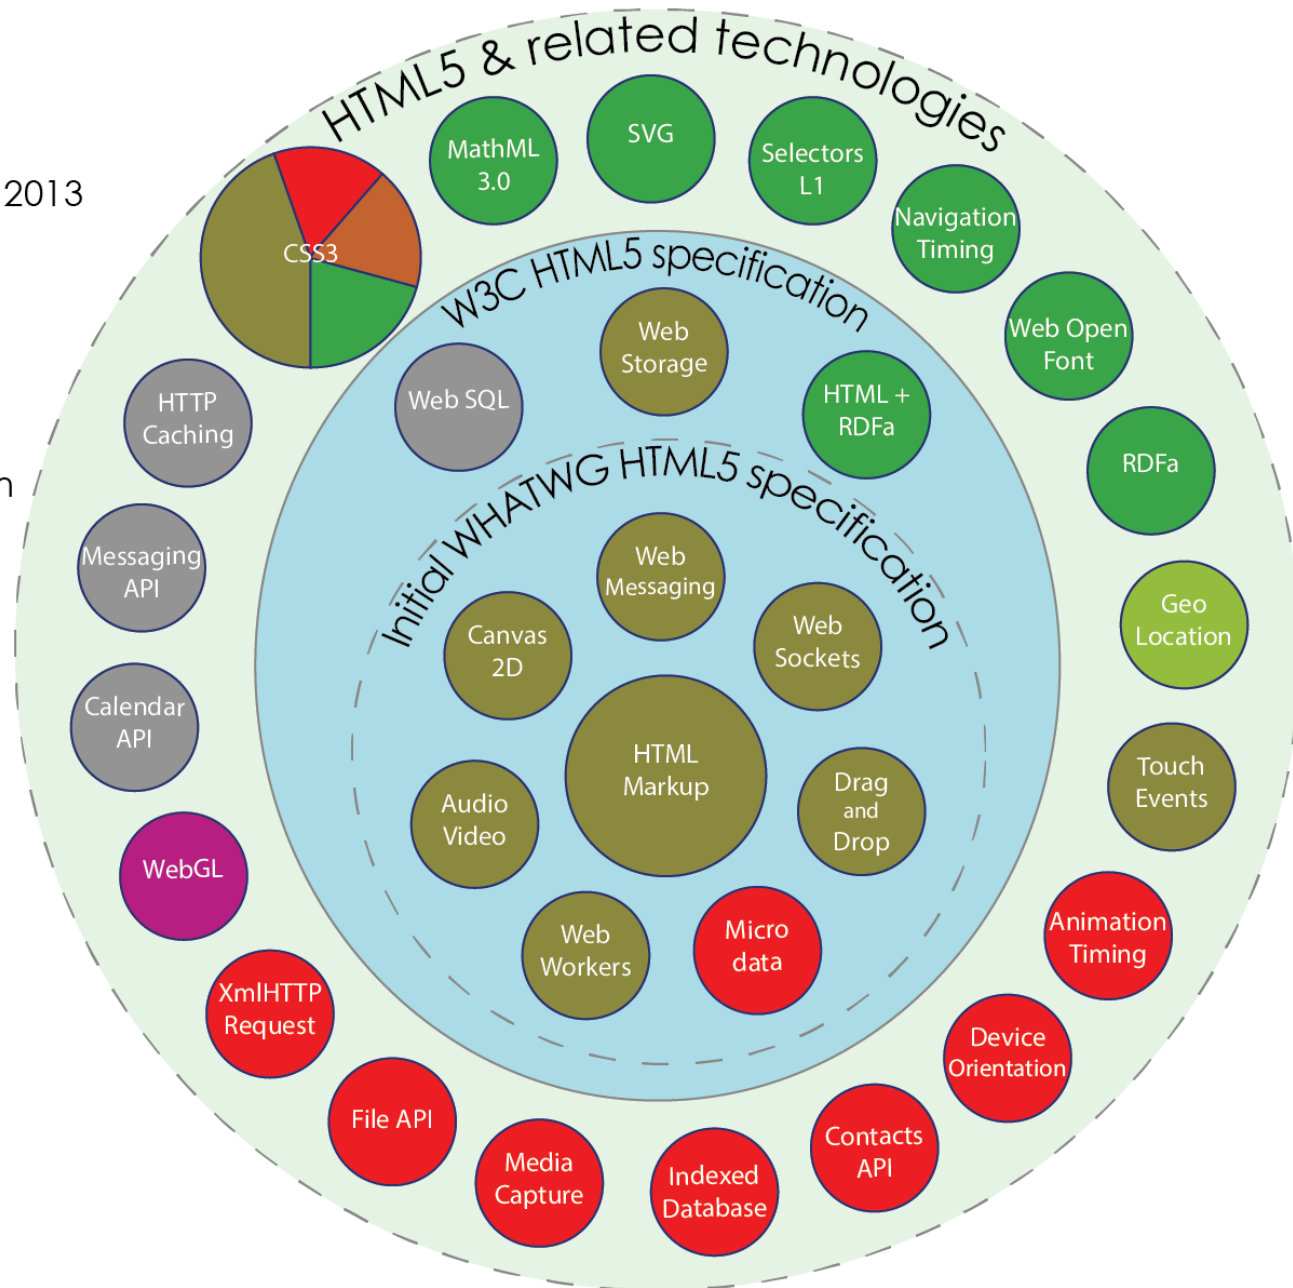 HTML5 & related technologies
2013
MathML
3.0
SVG
Selectors
L1
Navigation
Timing
CSS3
W3C HTML5 specification
Web Open
Font
Web
Storage
Web SQL
HTML +
RDFa
HTTP
Caching
RDFa
n
Initial WHATWG HTML5 specification
Messaging
API
Web
Messaging
Geo
Location
Canvas
2D
Web
Sockets
Calendar
API
HTML
Markup
Touch
Events
Audio
Video
Drag
and
Drop
WebGL
Web
Workers
Micro
data
Animation
Timing
XmlHTTP
Request
Device
Orientation
File API
Media
Capture
Indexed
Database
Contacts
API